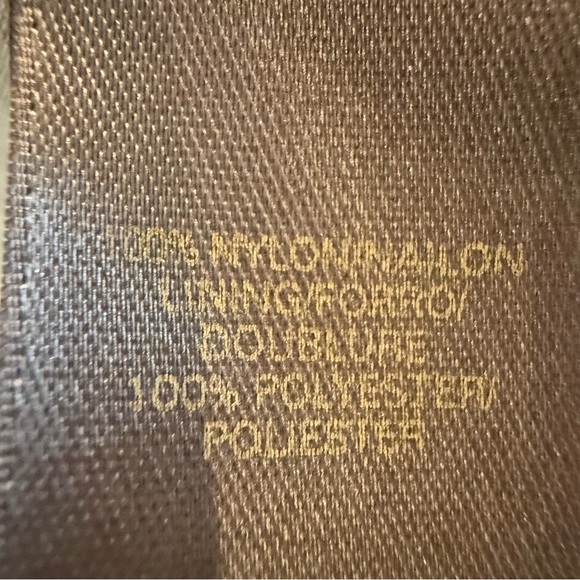 100% NYLON/NAILON
LINING/FORRO/
DOUBLURE
100% POLYESTER/
POLIESTER